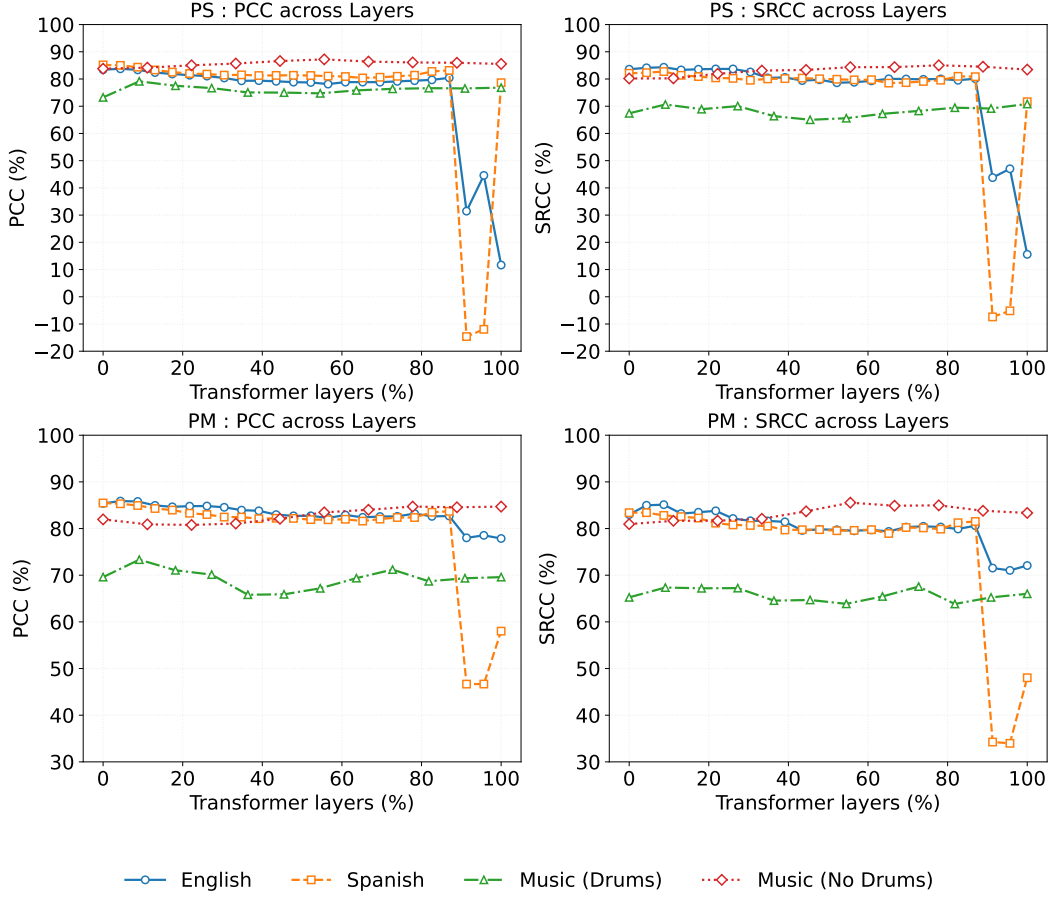 PS : PCC across Layers
100
90
80
70
60
50
40
30
20
10
0
−10
−20
PCC (%)
0 20 40 60 80 100
Transformer layers (%)
PS : SRCC across Layers
100
90
80
70
60
50
40
30
20
10
0
−10
−20
SRCC (%)
0 20 40 60 80 100
Transformer layers (%)
PM : PCC across Layers
100
90
80
70
60
50
40
30
PCC (%)
0 20 40 60 80 100
Transformer layers (%)
PM : SRCC across Layers
100
90
80
70
60
50
40
30
SRCC (%)
0 20 40 60 80 100
Transformer layers (%)
English Spanish Music (Drums) Music (No Drums)